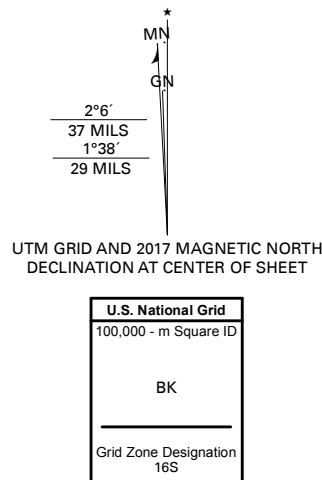 ★
MN
GN
2°6´
37 MILS
1°38´
29 MILS
UTM GRID AND 2017 MAGNETIC NORTH
DECLINATION AT CENTER OF SHEET
U.S. National Grid
100,000 - m Square ID
BK
Grid Zone Designation
16S